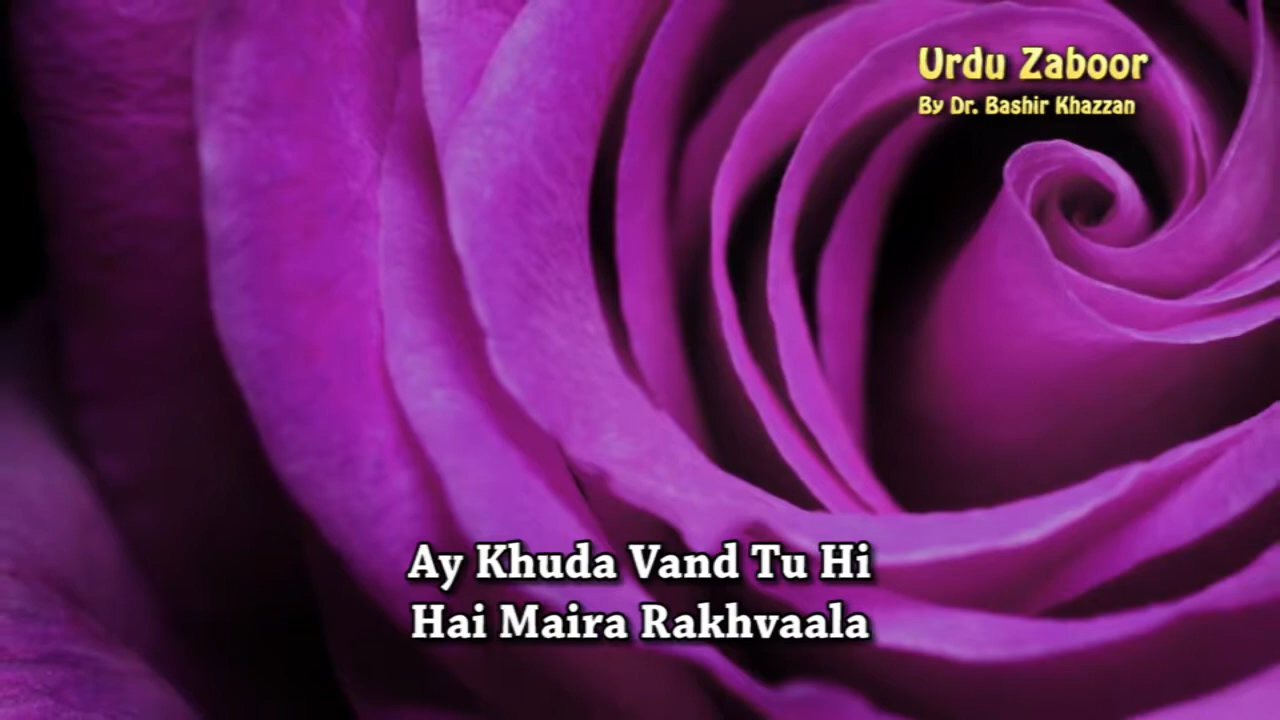 Urdu Zaboor
By Dr. Bashir Khazzan
Ay Khuda Vand Tu Hi
Hai Maira Rakhvaala